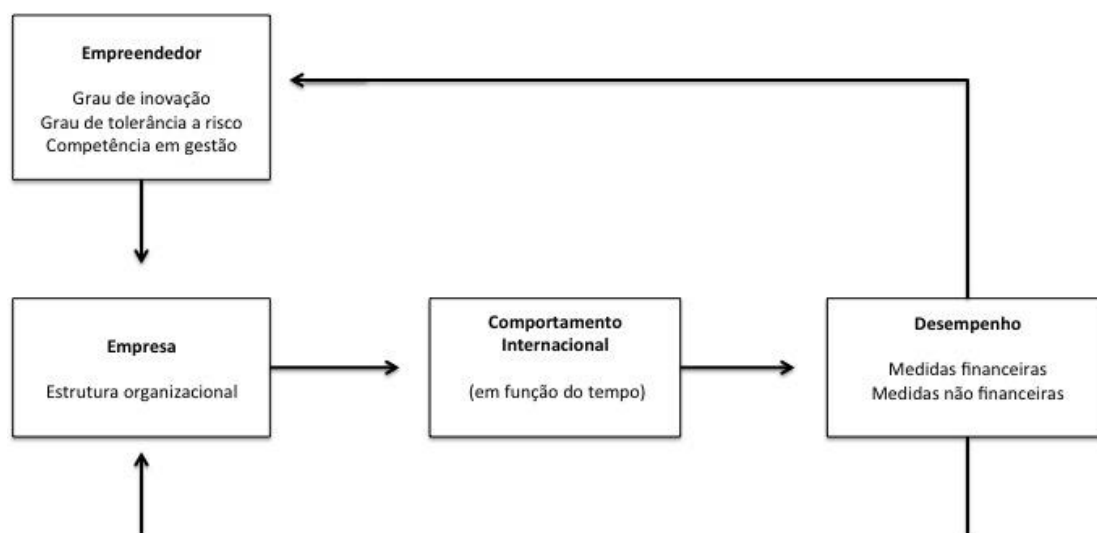 Empreendedor
Grau de inovação
Grau de tolerância a risco
Competência em gestão
Empresa
Estrutura organizacional
Comportamento
Internacional
(em função do tempo)
Desempenho
Medidas financeiras
Medidas não financeiras